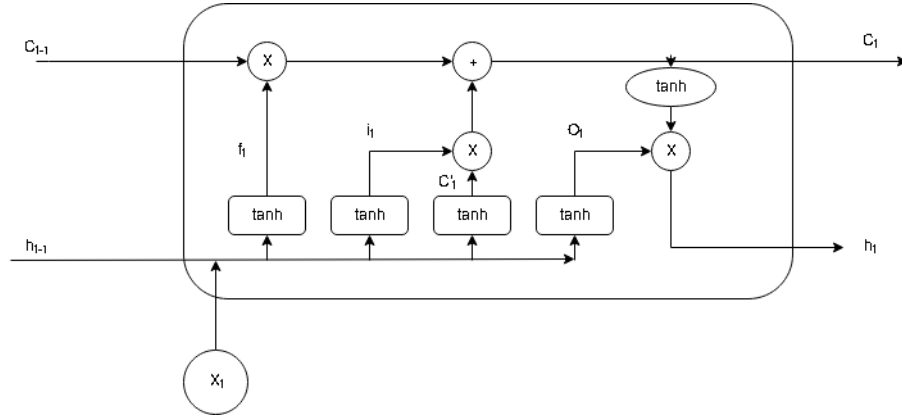 C₁₋₁
C₁
X
+
tanh
i₁
O₁
f₁
X
X
C'₁
tanh
tanh
tanh
tanh
h₁₋₁
h₁
X₁